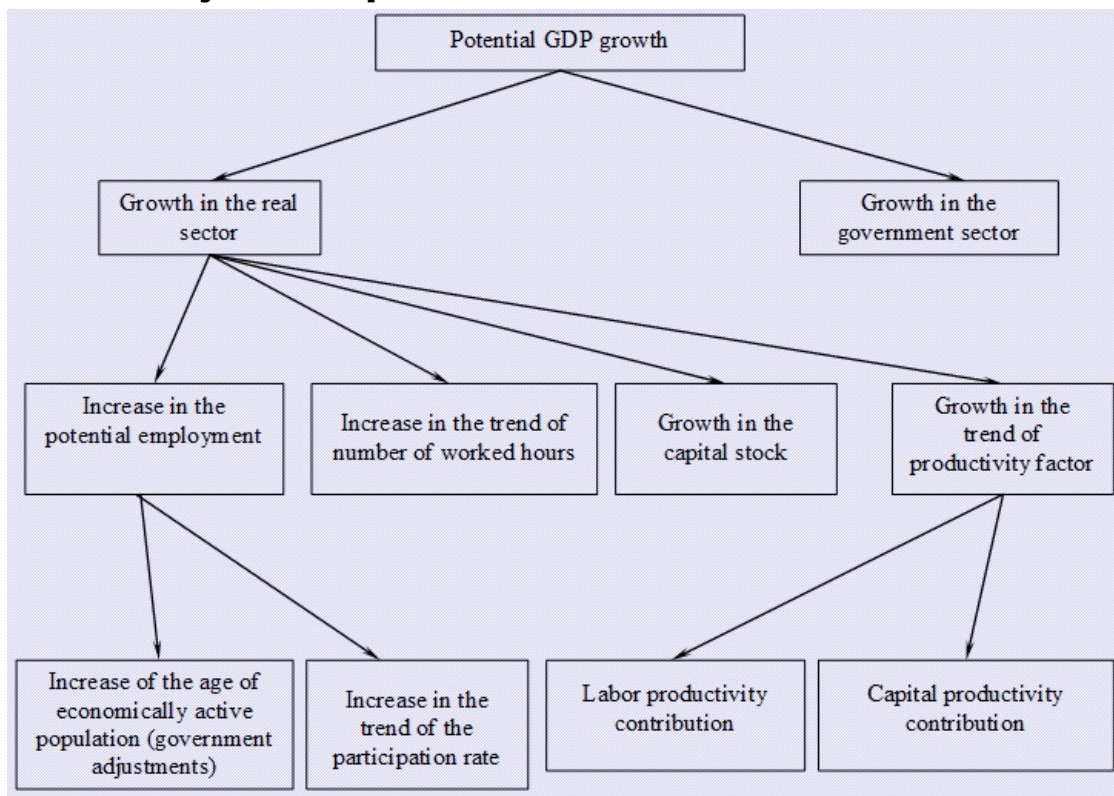 Potential GDP growth
Growth in the real
sector
Growth in the
government sector
Increase in the
potential employment
Increase in the trend of
number of worked hours
Growth in the
capital stock
Growth in the
trend of
productivity factor
Increase of the age of
economically active
population (government
adjustments)
Increase in the
trend of the
participation rate
Labor productivity
contribution
Capital productivity
contribution